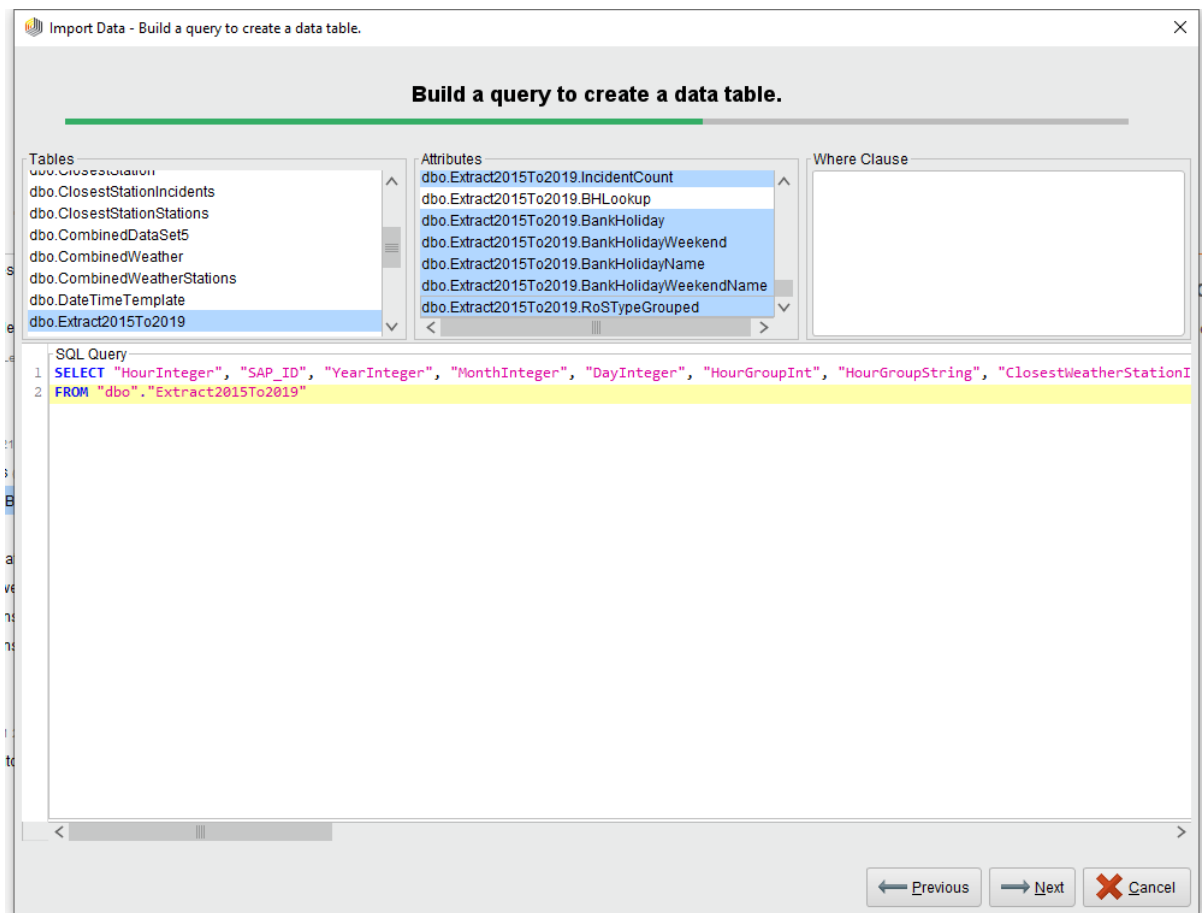 Import Data - Build a query to create a data table.
Build a query to create a data table.
Tables
dbo.ClosestStation
dbo.ClosestStationIncidents
dbo.ClosestStationStations
dbo.CombinedDataSet5
dbo.CombinedWeather
dbo.CombinedWeatherStations
dbo.DateTimeTemplate
dbo.Extract2015To2019
Attributes
dbo.Extract2015To2019.IncidentCount
dbo.Extract2015To2019.BHLookup
dbo.Extract2015To2019.BankHoliday
dbo.Extract2015To2019.BankHolidayWeekend
dbo.Extract2015To2019.BankHolidayName
dbo.Extract2015To2019.BankHolidayWeekendName
dbo.Extract2015To2019.RoSTypeGrouped
Where Clause
SQL Query
1 SELECT "HourInteger", "SAP_ID", "YearInteger", "MonthInteger", "DayInteger", "HourGroupInt", "HourGroupString", "ClosestWeatherStationI
2 FROM "dbo"."Extract2015To2019"
Previous
Next
Cancel